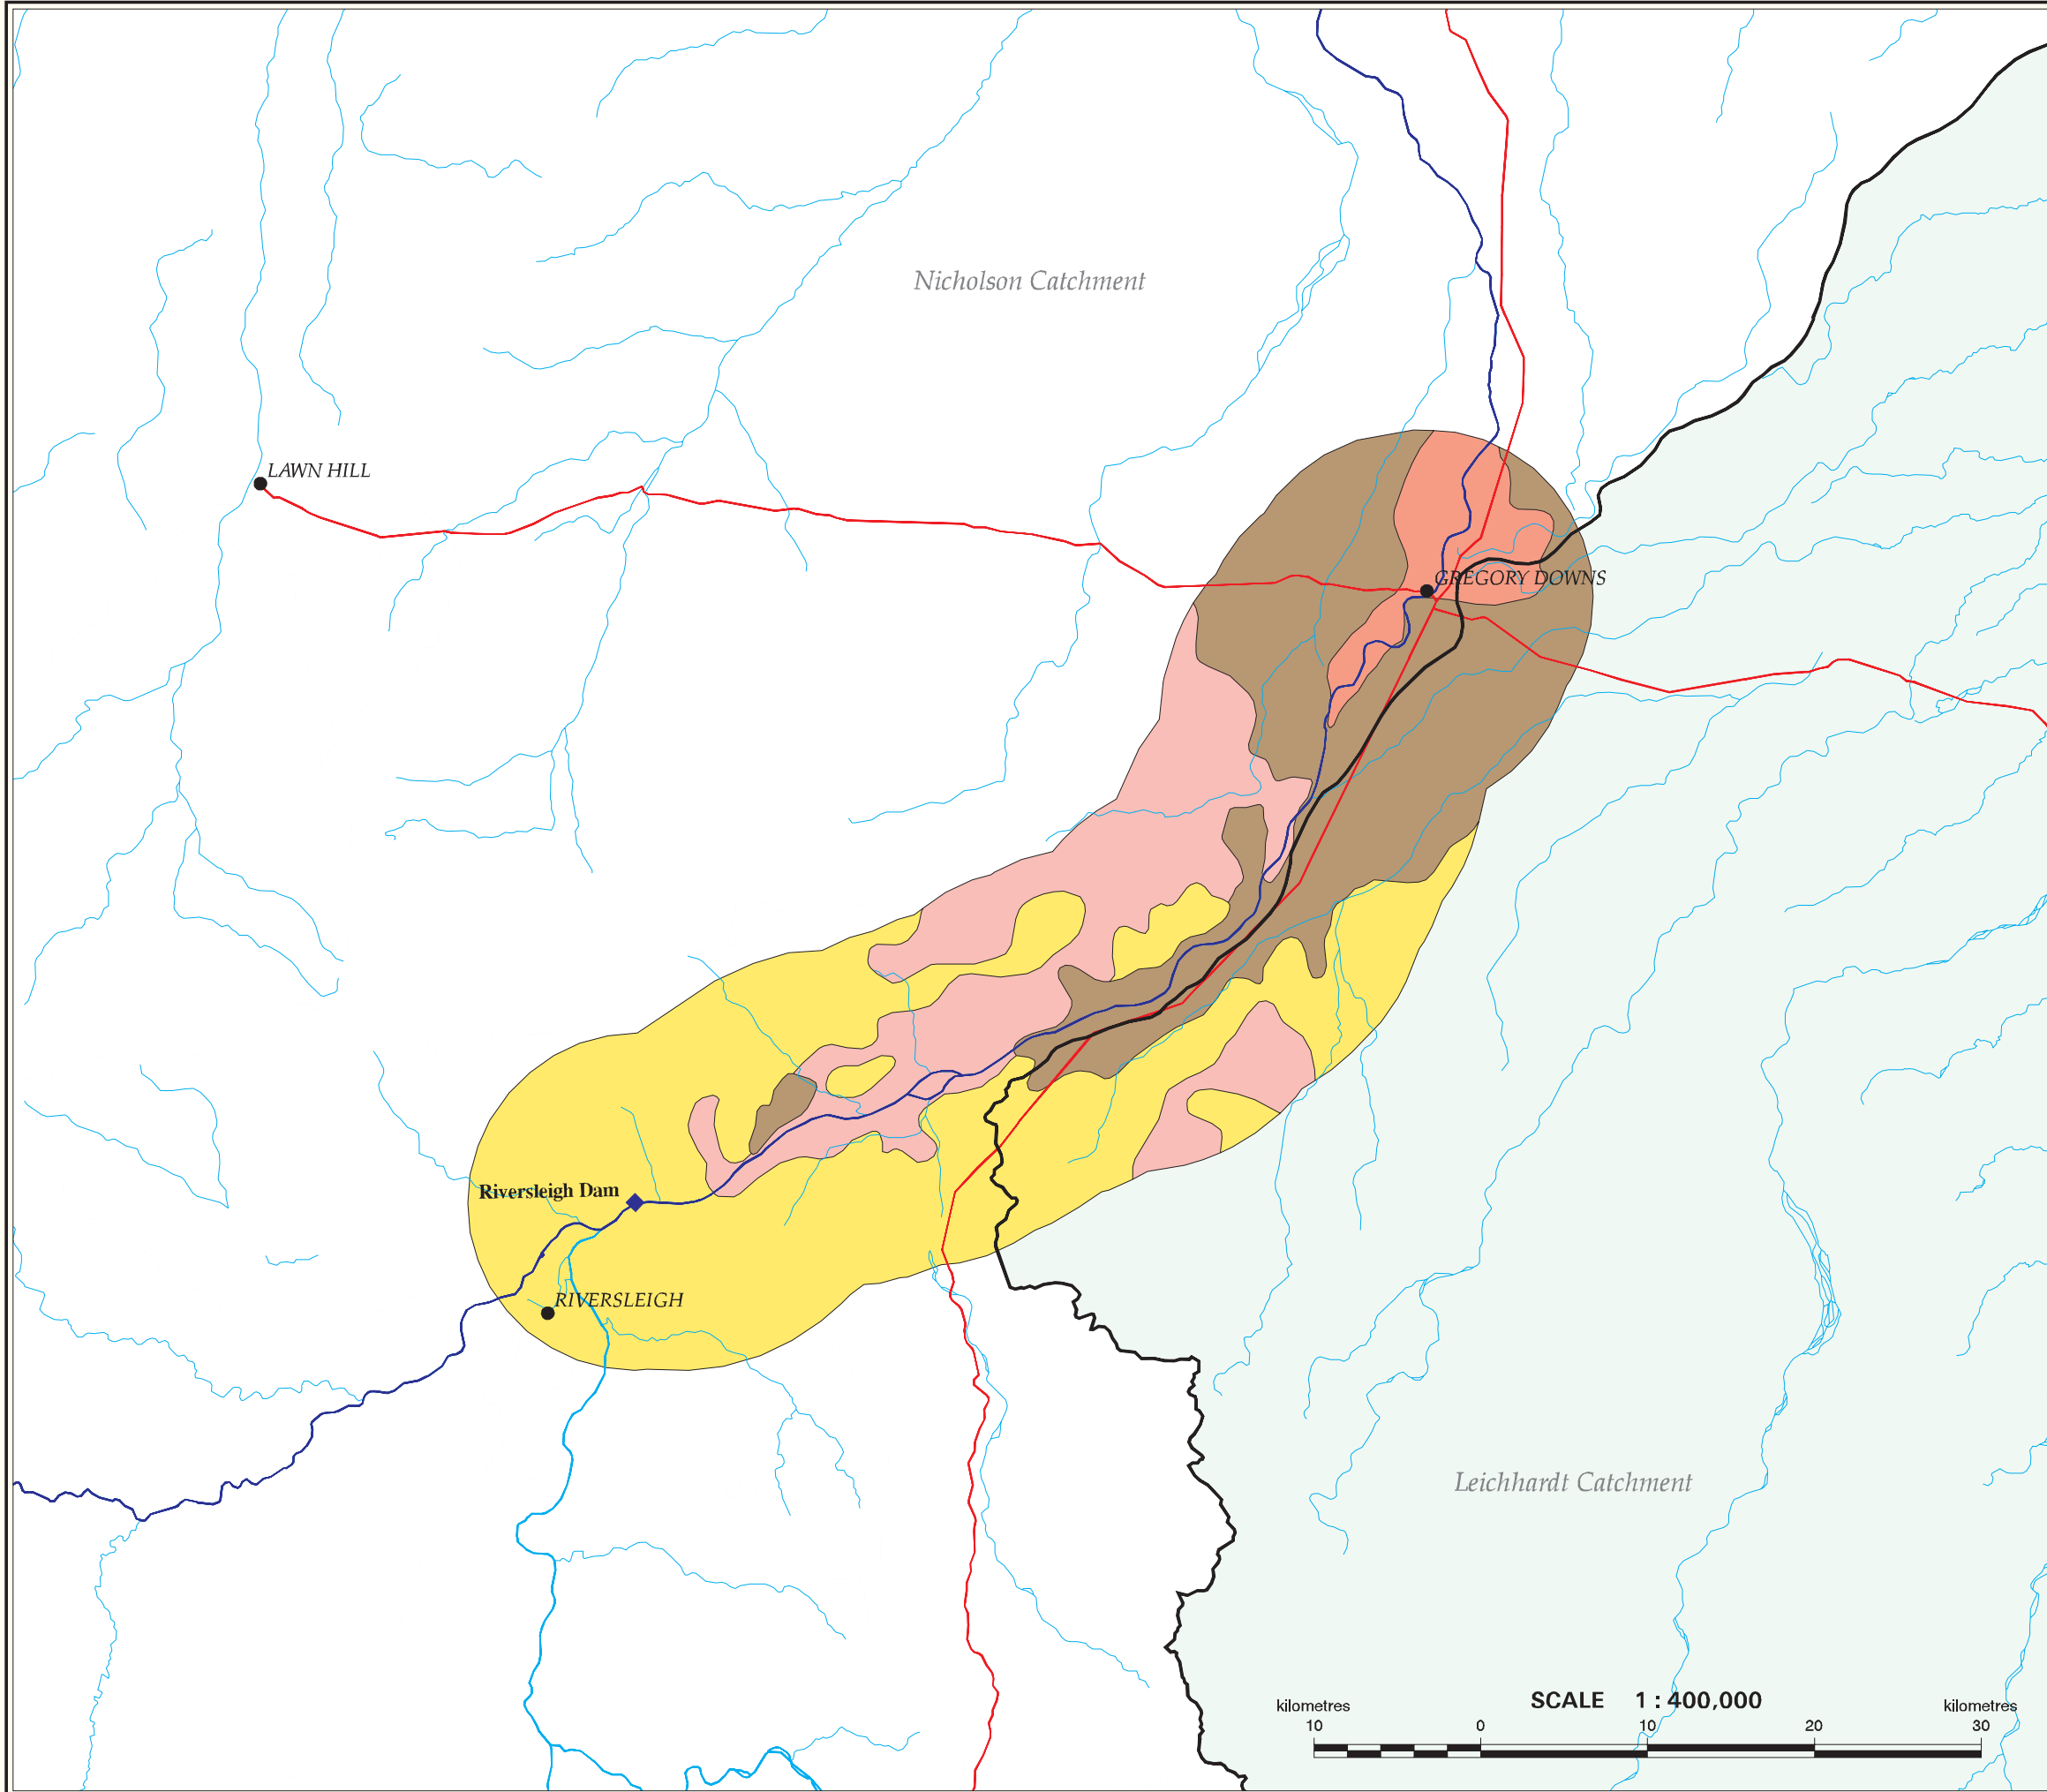 Nicholson Catchment
LAWN HILL
GREGORY DOWNS
Riversleigh Dam
RIVERSLEIGH
Leichhardt Catchment
SCALE 1 : 400,000
kilometres kilometres
10 0 10 20 30